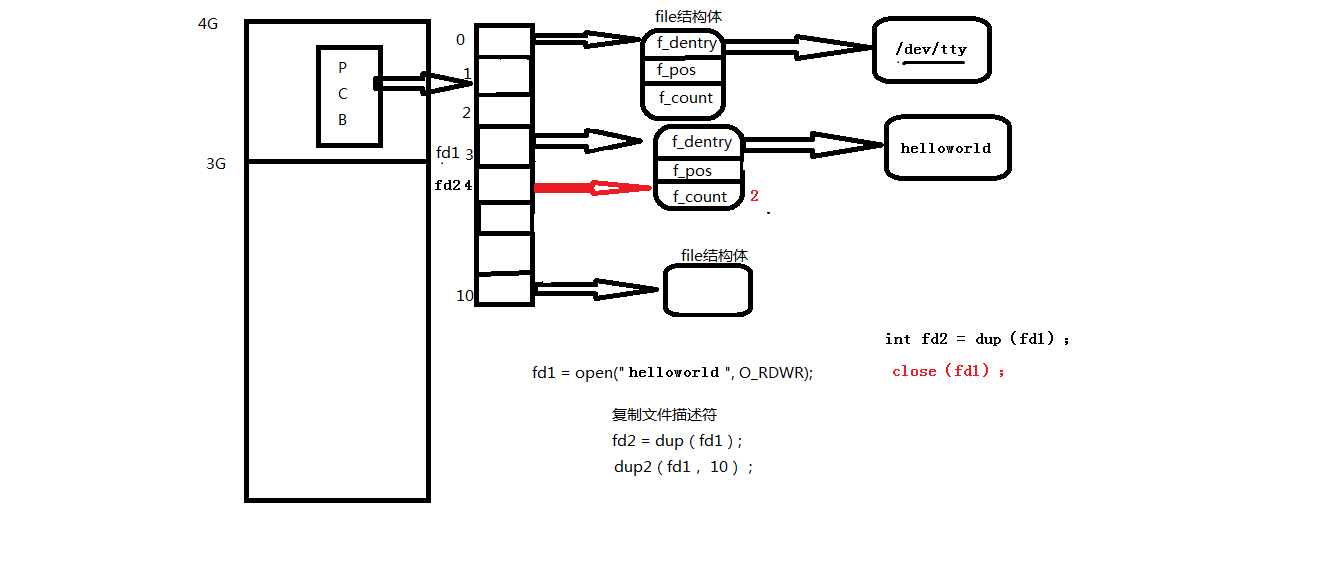 4G
3G
P
C
B
0
1
2
fd1 3
fd2 4
10
file结构体
f_dentry
f_pos
f_count
/dev/tty
f_dentry
f_pos
f_count 2
helloworld
file结构体
int fd2 = dup（fd1）；
close（fd1）；
fd1 = open(" helloworld ", O_RDWR);
复制文件描述符
fd2 = dup（fd1）;
dup2（fd1， 10）；